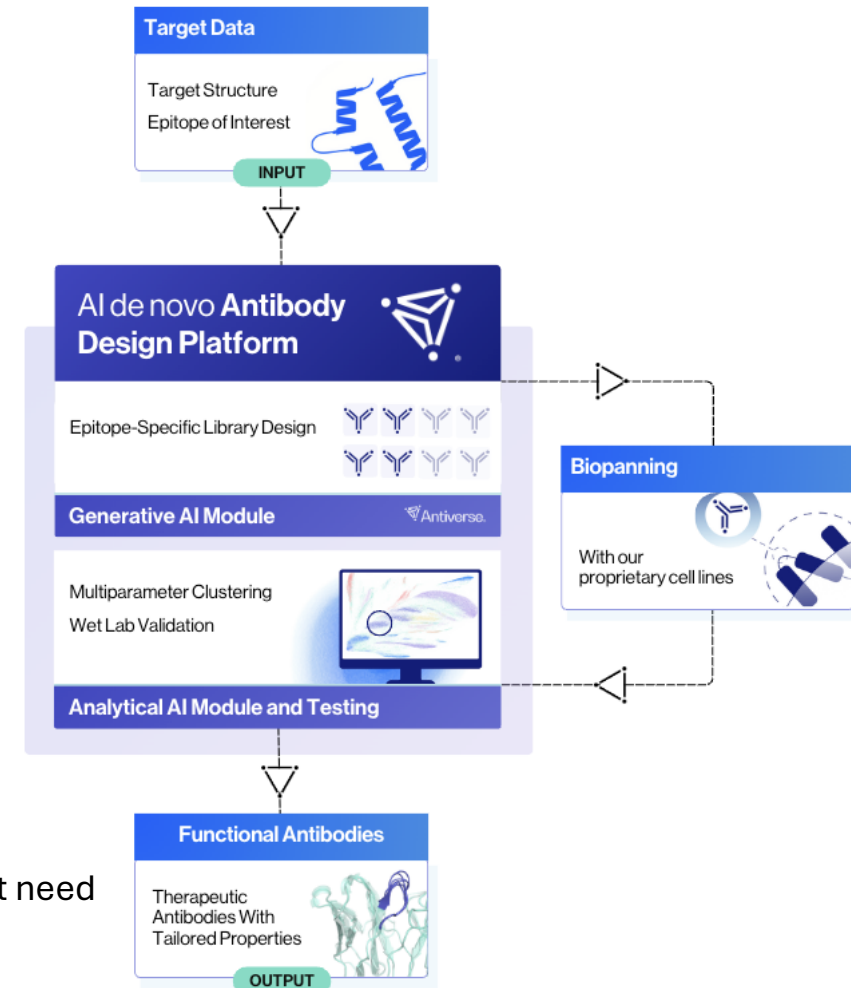 Target Data
Target Structure
Epitope of Interest
INPUT
AI de novo Antibody
Design Platform
Epitope-Specific Library Design
Generative AI Module
Antiverse.
Biopanning
With our
proprietary cell lines
Multiparameter Clustering
Wet Lab Validation
Analytical AI Module and Testing
Functional Antibodies
t need
Therapeutic
Antibodies With
Tailored Properties
OUTPUT